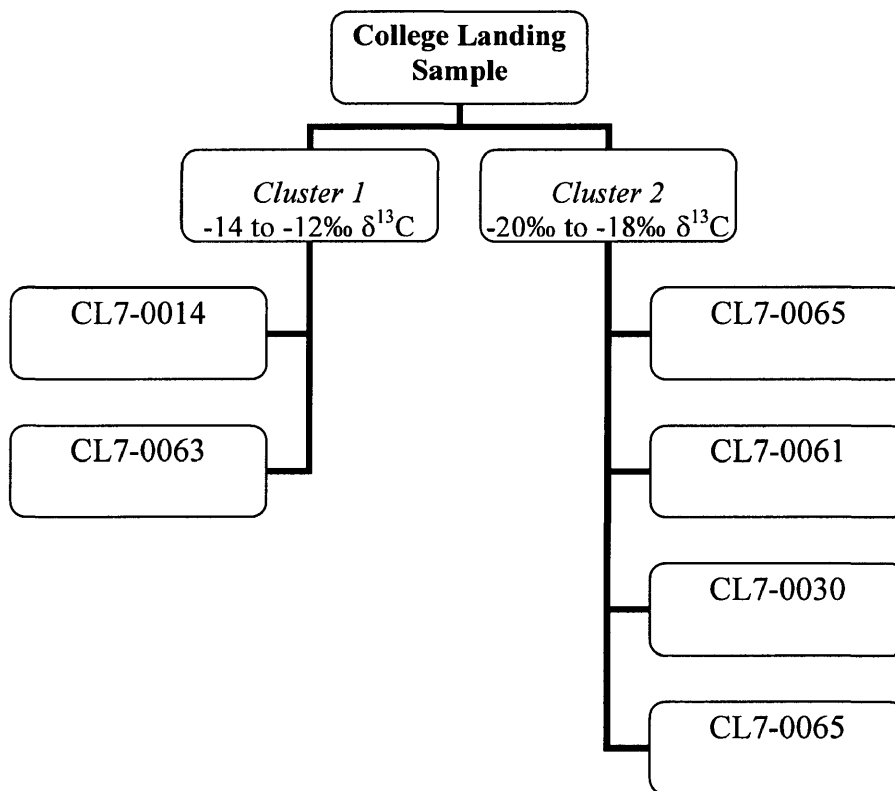 College Landing
Sample
Cluster 1
-14 to -12‰ δ¹³C
CL7-0014
CL7-0063
Cluster 2
-20‰ to -18‰ δ¹³C
CL7-0065
CL7-0061
CL7-0030
CL7-0065